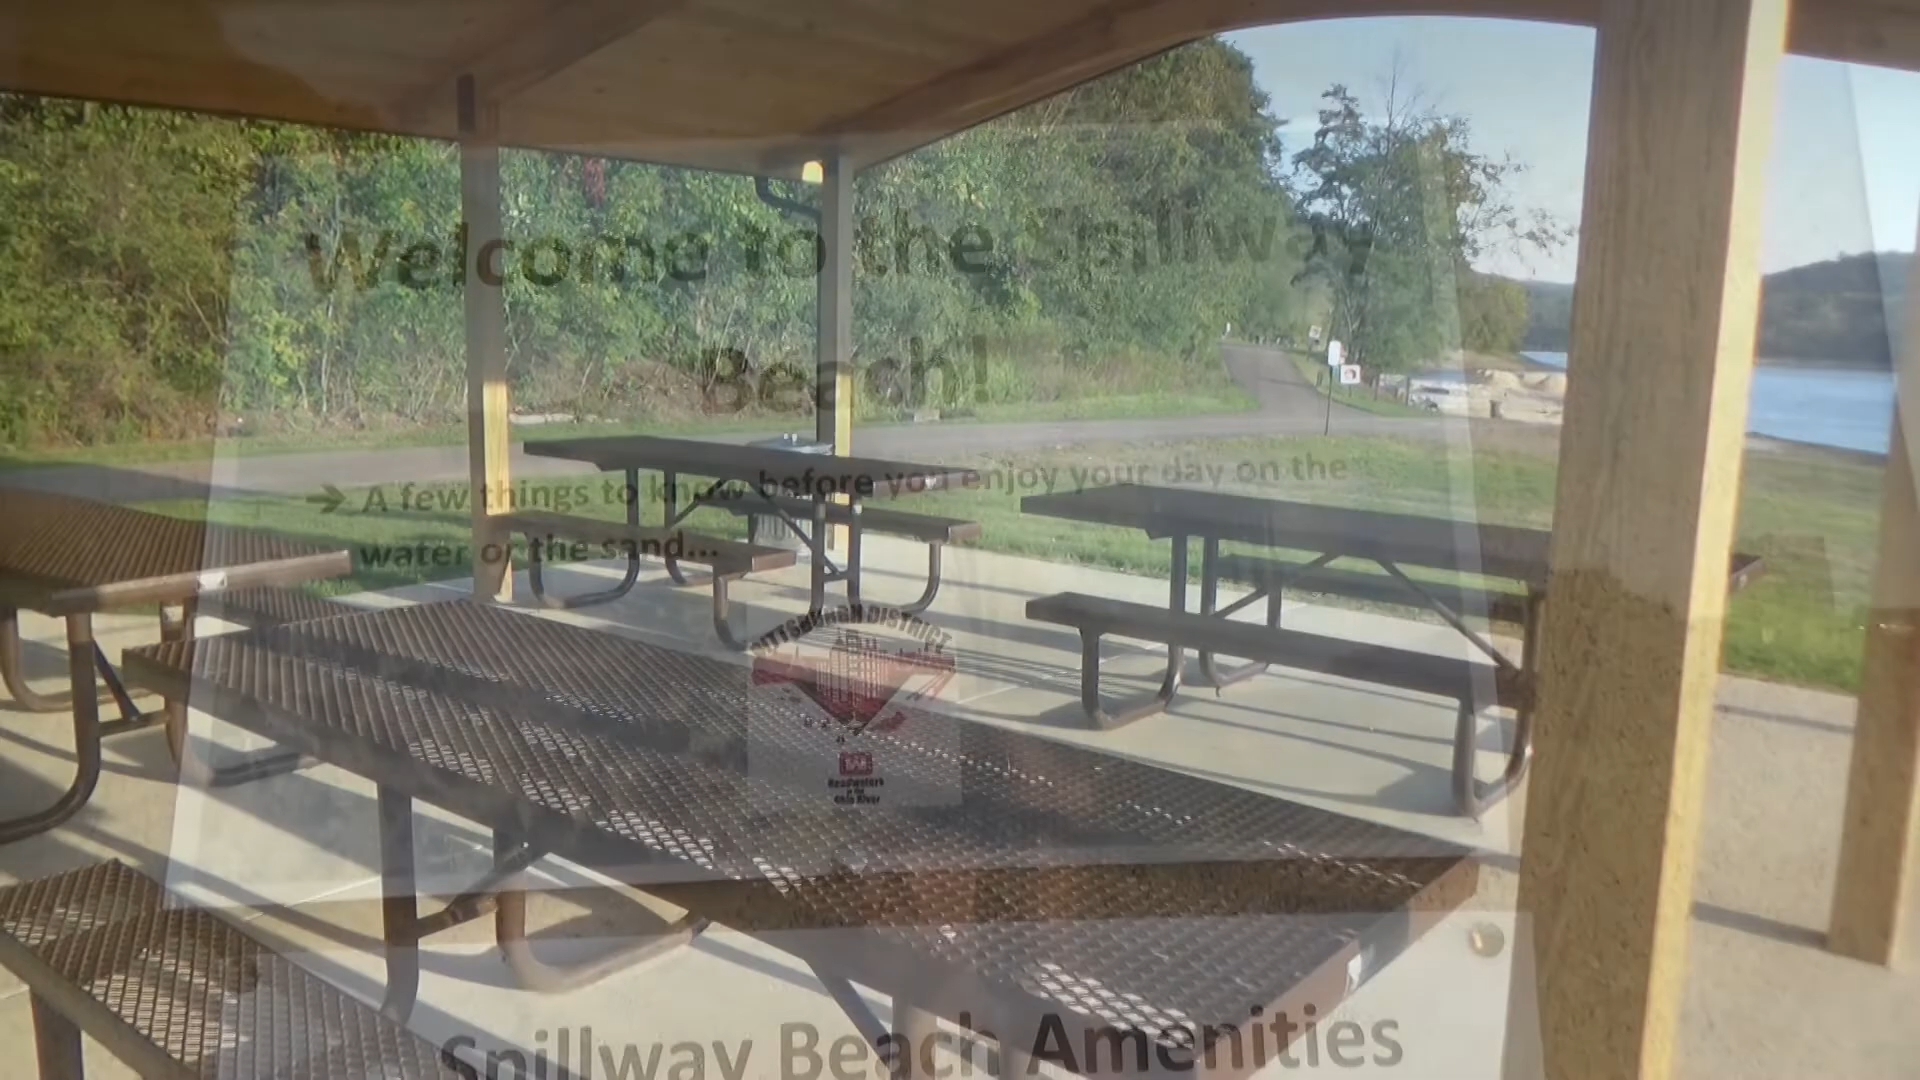 Welcome to the Spillway
Beach!
➔ A few things to know before you enjoy your day on the
water or the sand...
PITTSBURGH DISTRICT
Headwaters
of the
Ohio River
Spillway Beach Amenities